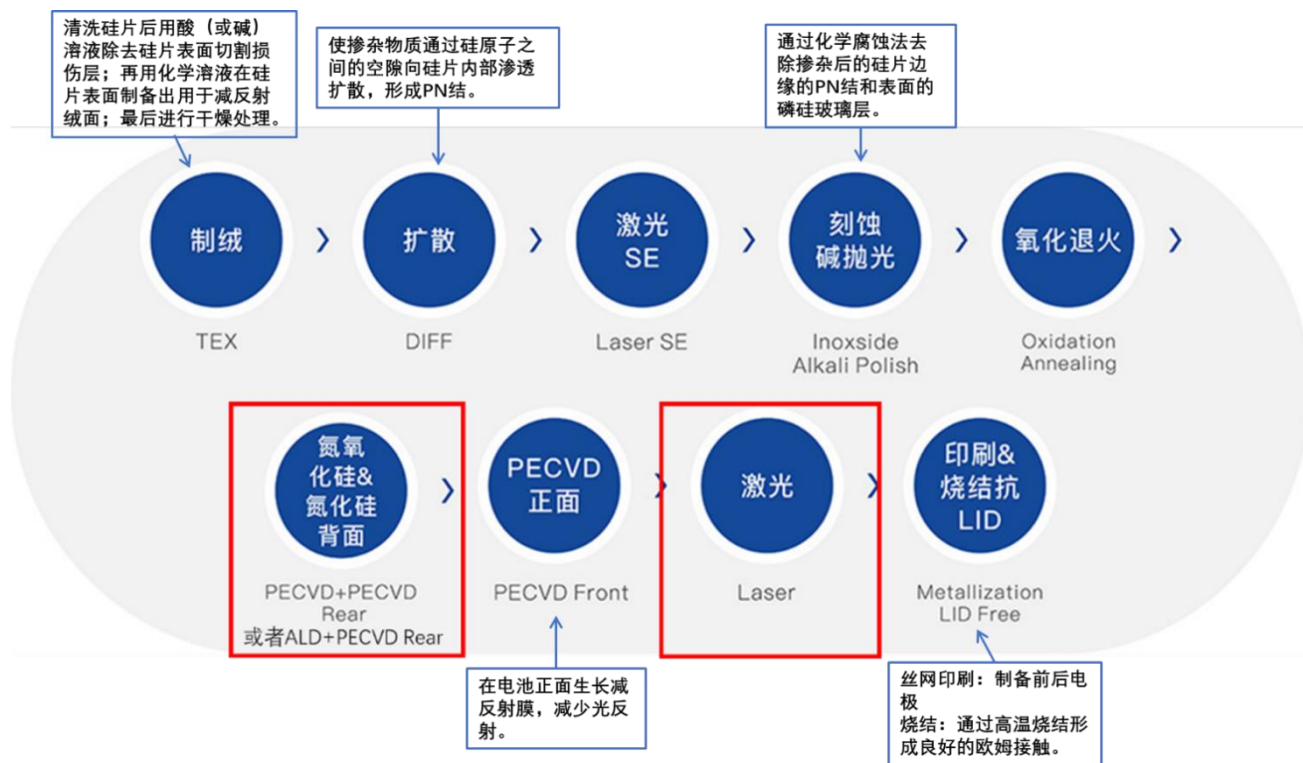 清洗硅片后用酸（或碱）
溶液除去硅片表面切割损
伤层；再用化学溶液在硅
片表面制备出用于减反射
绒面；最后进行干燥处理。
使掺杂物质通过硅原子之
间的空隙向硅片内部渗透
扩散，形成PN结。
通过化学腐蚀法去
除掺杂后的硅片边
缘的PN结和表面的
磷硅玻璃层。
制绒
扩散
激光
SE
刻蚀
碱抛光
氧化退火
TEX
DIFF
Laser SE
Inoxside
Alkali Polish
Oxidation
Annealing
氮氧
化硅&
氮化硅
背面
PECVD
正面
激光
印刷&
烧结抗
LID
PECVD+PECVD
Rear
或者ALD+PECVD Rear
PECVD Front
Laser
Metallization
LID Free
在电池正面生长减
反射膜，减少光反
射。
丝网印刷：制备前后电
极
烧结：通过高温烧结形
成良好的欧姆接触。